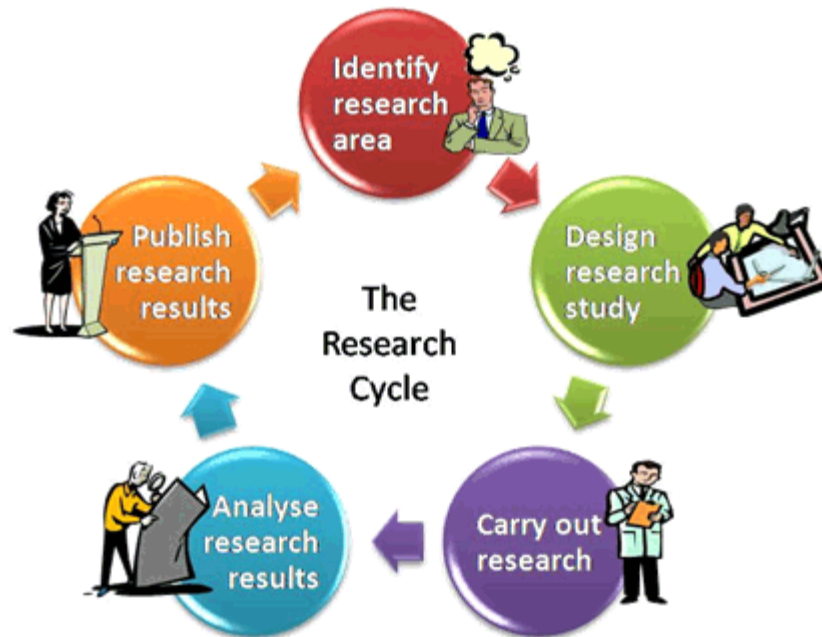 Identify
research
area
Design
research
study
Carry out
research
Analyse
research
results
Publish
research
results
The
Research
Cycle